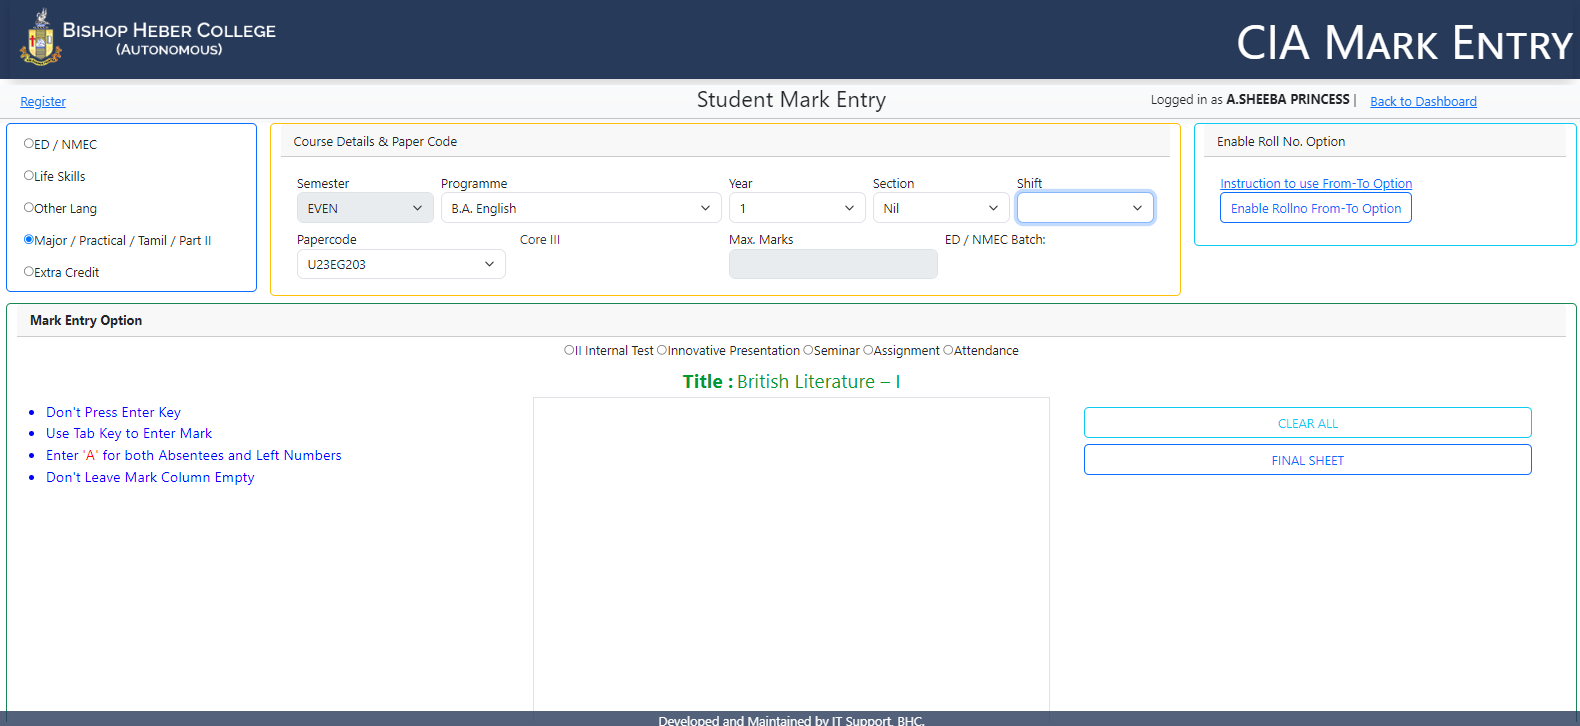 BISHOP HEBER COLLEGE
(AUTONOMOUS)
CIA MARK ENTRY
Register
Student Mark Entry
Logged in as A.SHEEBA PRINCESS |
Back to Dashboard
ED / NMEC
Life Skills
Other Lang
Major / Practical / Tamil / Part II
Extra Credit
Course Details & Paper Code
Semester
Programme
Year
Section
Shift
EVEN
B.A. English
1
Nil
Papercode
Core III
Max. Marks
ED / NMEC Batch:
U23EG203
Enable Roll No. Option
Instruction to use From-To Option
Enable Rollno From-To Option
Mark Entry Option
II Internal Test Innovative Presentation Seminar Assignment Attendance
Title : British Literature – I
Don't Press Enter Key
Use Tab Key to Enter Mark
Enter 'A' for both Absentees and Left Numbers
Don't Leave Mark Column Empty
CLEAR ALL
FINAL SHEET
Developed and Maintained by IT Support, BHC.